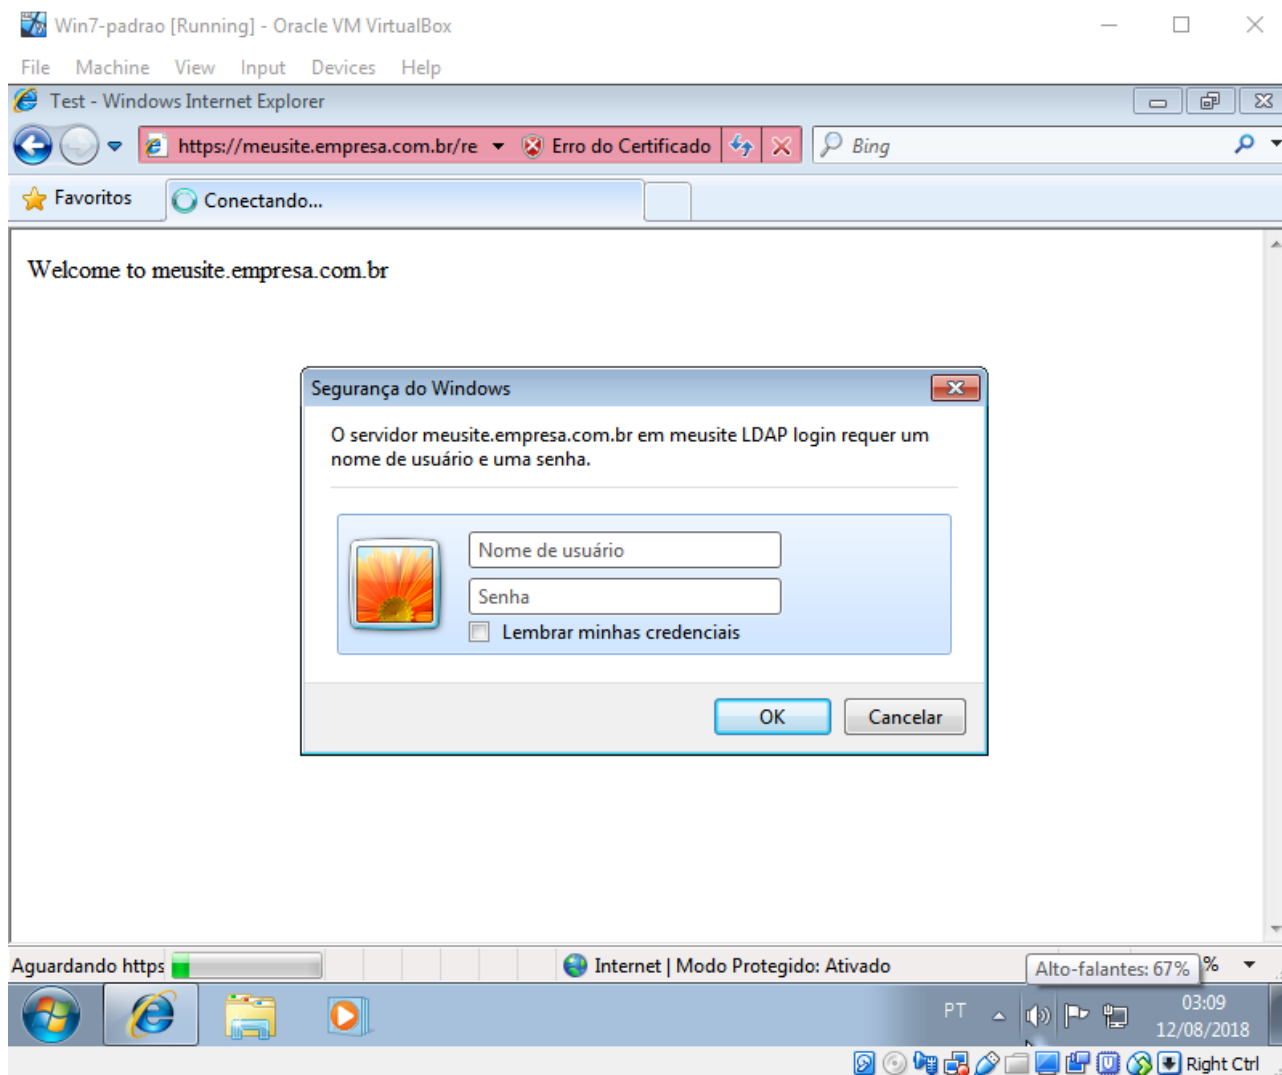 Win7-padrao [Running] - Oracle VM VirtualBox
File Machine View Input Devices Help
Test - Windows Internet Explorer
https://meusite.empresa.com.br/re Erro do Certificado Bing
Favoritos Conectando...
Welcome to meusite.empresa.com.br
Segurança do Windows
O servidor meusite.empresa.com.br em meusite LDAP login requer um
nome de usuário e uma senha.
Nome de usuário
Senha
Lembrar minhas credenciais
OK Cancelar
Aguardando https Internet | Modo Protegido: Ativado %
Alto-falantes: 67%
PT 03:09
12/08/2018
Right Ctrl